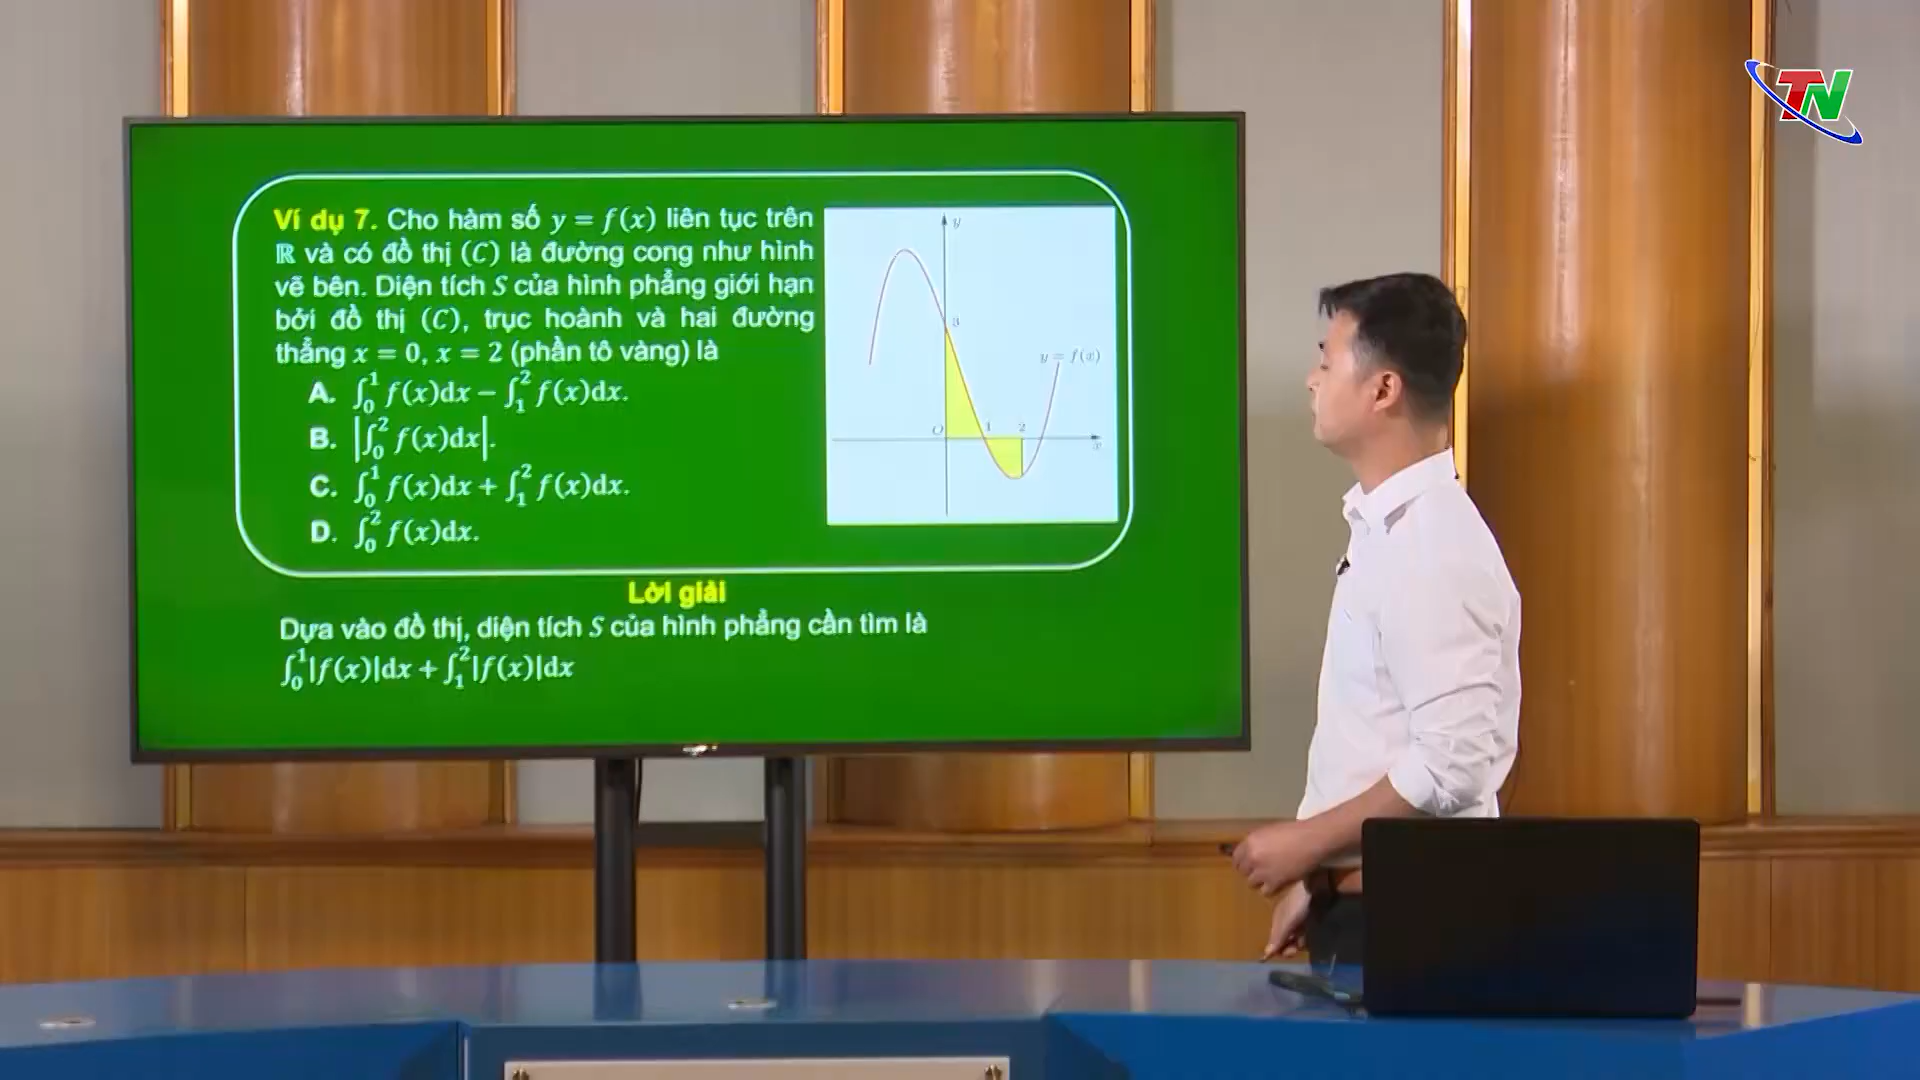 TN
Ví dụ 7. Cho hàm số y = f(x) liên tục trên
ℝ và có đồ thị (C) là đường cong như hình
vẽ bên. Diện tích S của hình phẳng giới hạn
bởi đồ thị (C), trục hoành và hai đường
thẳng x = 0, x = 2 (phần tô vàng) là
A. ∫₀¹ f(x)dx − ∫₁² f(x)dx.
B. |∫₀² f(x)dx|.
C. ∫₀¹ f(x)dx + ∫₁² f(x)dx.
D. ∫₀² f(x)dx.
y
3
y = f(x)
O 1 2
x
Lời giải
Dựa vào đồ thị, diện tích S của hình phẳng cần tìm là
∫₀¹|f(x)|dx + ∫₁²|f(x)|dx